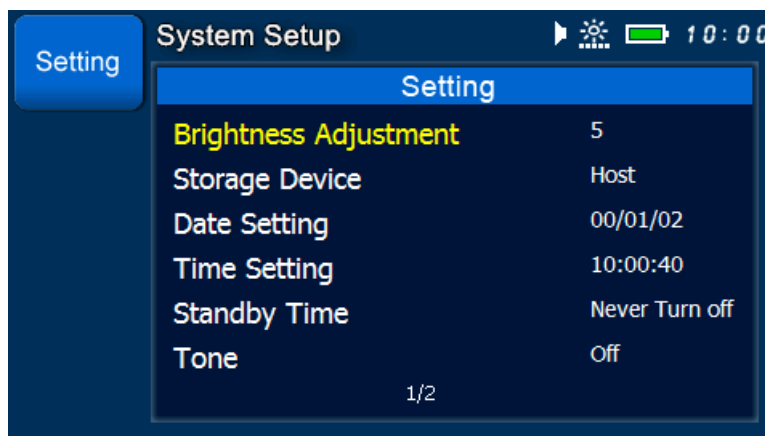 Setting
System Setup
10:00
Setting
Brightness Adjustment 5
Storage Device Host
Date Setting 00/01/02
Time Setting 10:00:40
Standby Time Never Turn off
Tone Off
1/2